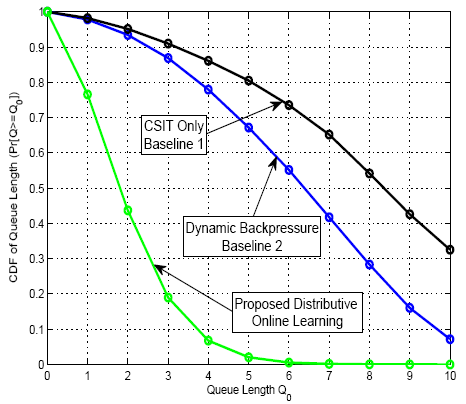 1
0.9
0.8
0.7
0.6
0.5
0.4
0.3
0.2
0.1
0
CDF of Queue Length (Pr[Q>=Q0])
CSIT Only
Baseline 1
Dynamic Backpressure
Baseline 2
Proposed Distributive
Online Learning
0 1 2 3 4 5 6 7 8 9 10
Queue Length Q0